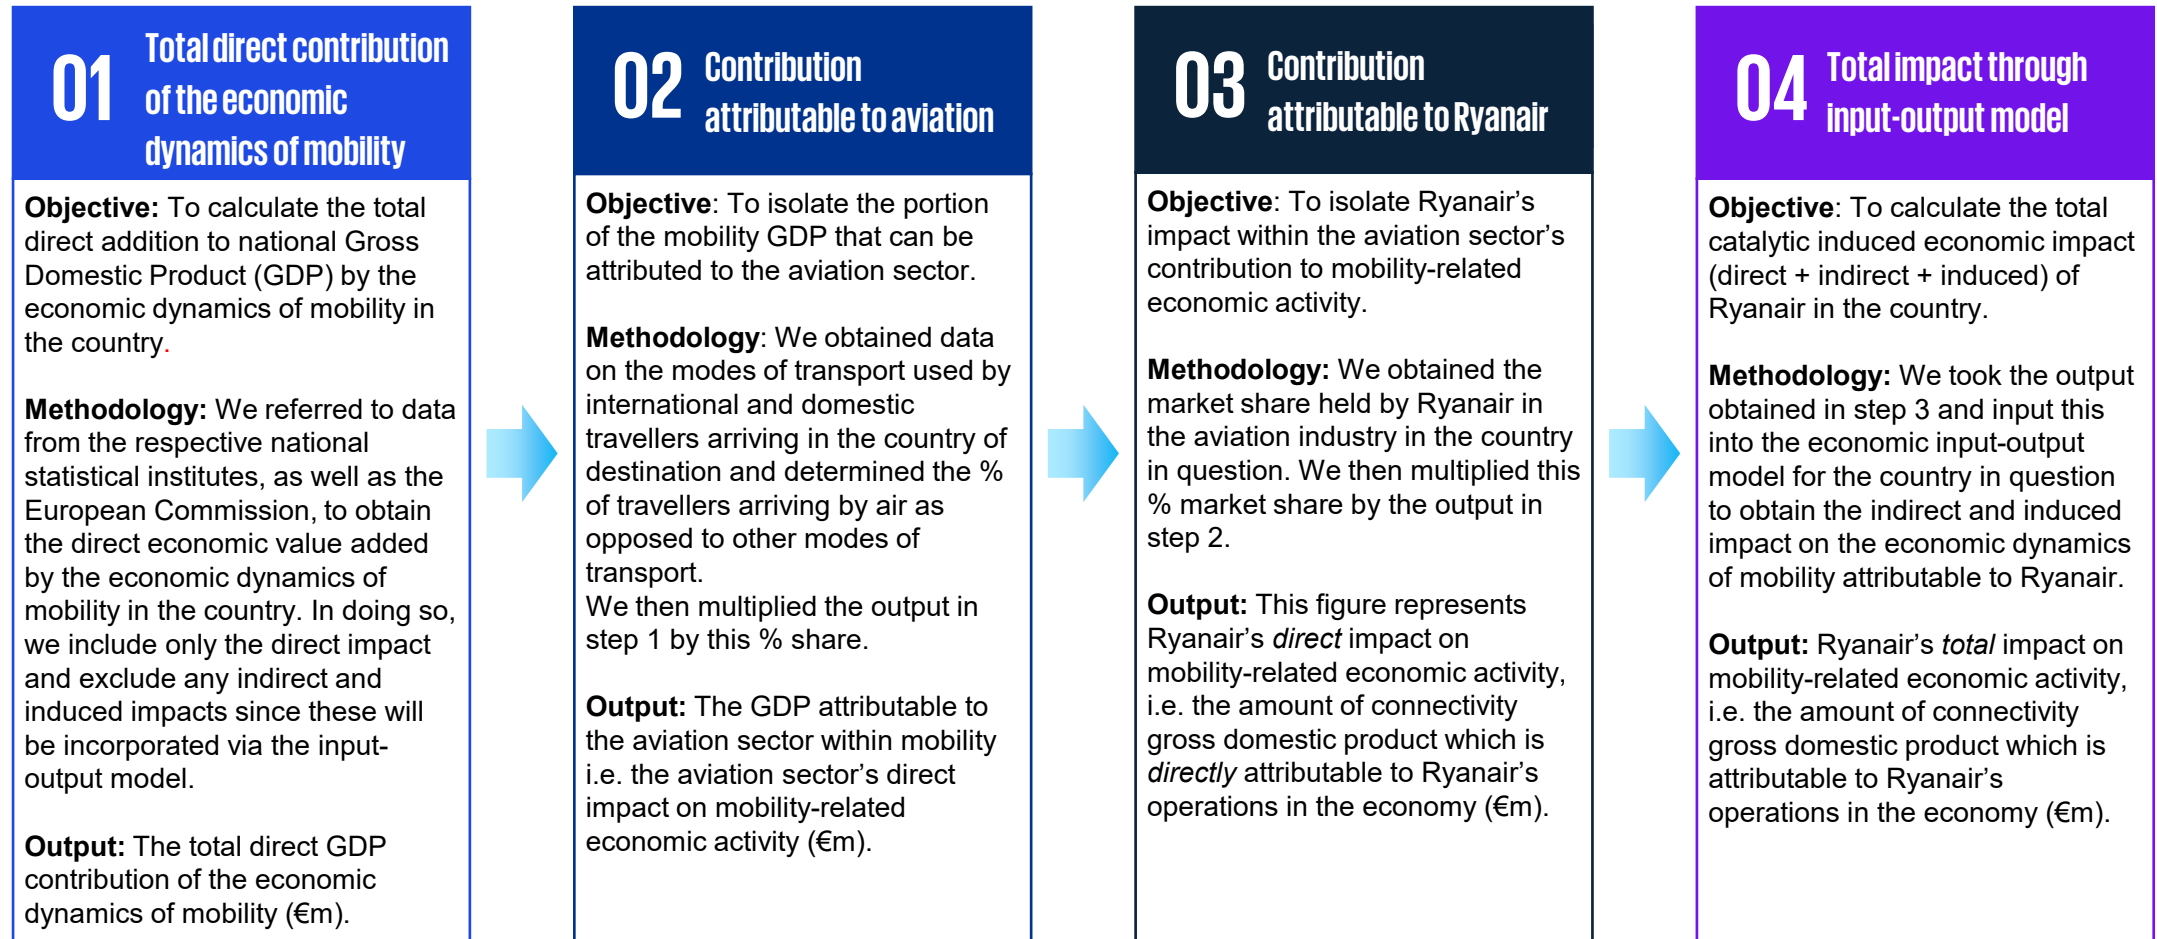 01
Total direct contribution
of the economic
dynamics of mobility
Objective: To calculate the total
direct addition to national Gross
Domestic Product (GDP) by the
economic dynamics of mobility in
the country.
Methodology: We referred to data
from the respective national
statistical institutes, as well as the
European Commission, to obtain
the direct economic value added
by the economic dynamics of
mobility in the country. In doing so,
we include only the direct impact
and exclude any indirect and
induced impacts since these will
be incorporated via the input-
output model.
Output: The total direct GDP
contribution of the economic
dynamics of mobility (€m).
02
Contribution
attributable to aviation
Objective: To isolate the portion
of the mobility GDP that can be
attributed to the aviation sector.
Methodology: We obtained data
on the modes of transport used by
international and domestic
travellers arriving in the country of
destination and determined the %
of travellers arriving by air as
opposed to other modes of
transport.
We then multiplied the output in
step 1 by this % share.
Output: The GDP attributable to
the aviation sector within mobility
i.e. the aviation sector’s direct
impact on mobility-related
economic activity (€m).
03
Contribution
attributable to Ryanair
Objective: To isolate Ryanair’s
impact within the aviation sector’s
contribution to mobility-related
economic activity.
Methodology: We obtained the
market share held by Ryanair in
the aviation industry in the country
in question. We then multiplied this
% market share by the output in
step 2.
Output: This figure represents
Ryanair’s direct impact on
mobility-related economic activity,
i.e. the amount of connectivity
gross domestic product which is
directly attributable to Ryanair’s
operations in the economy (€m).
04
Total impact through
input-output model
Objective: To calculate the total
catalytic induced economic impact
(direct + indirect + induced) of
Ryanair in the country.
Methodology: We took the output
obtained in step 3 and input this
into the economic input-output
model for the country in question
to obtain the indirect and induced
impact on the economic dynamics
of mobility attributable to Ryanair.
Output: Ryanair’s total impact on
mobility-related economic activity,
i.e. the amount of connectivity
gross domestic product which is
attributable to Ryanair’s
operations in the economy (€m).